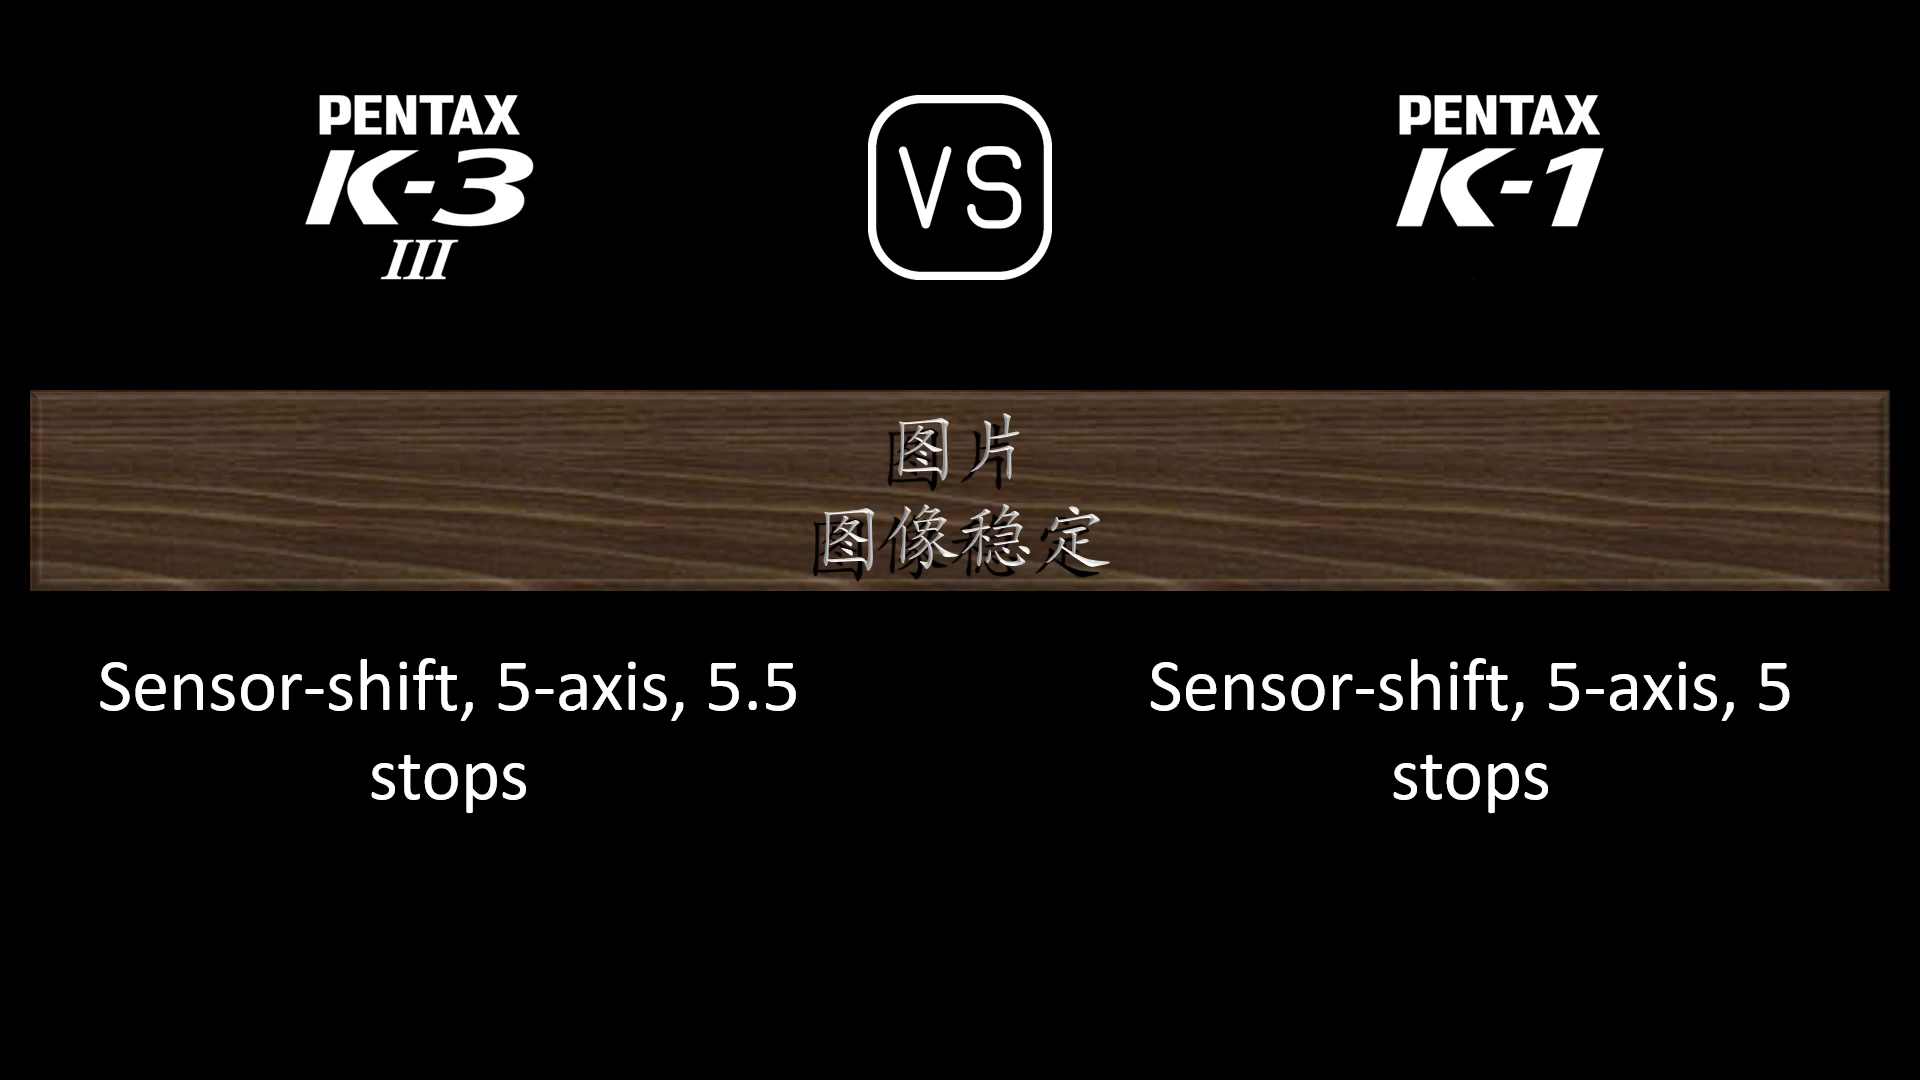 PENTAX
K-3
III
VS
PENTAX
K-1
图片
图像稳定
Sensor-shift, 5-axis, 5.5
stops
Sensor-shift, 5-axis, 5
stops